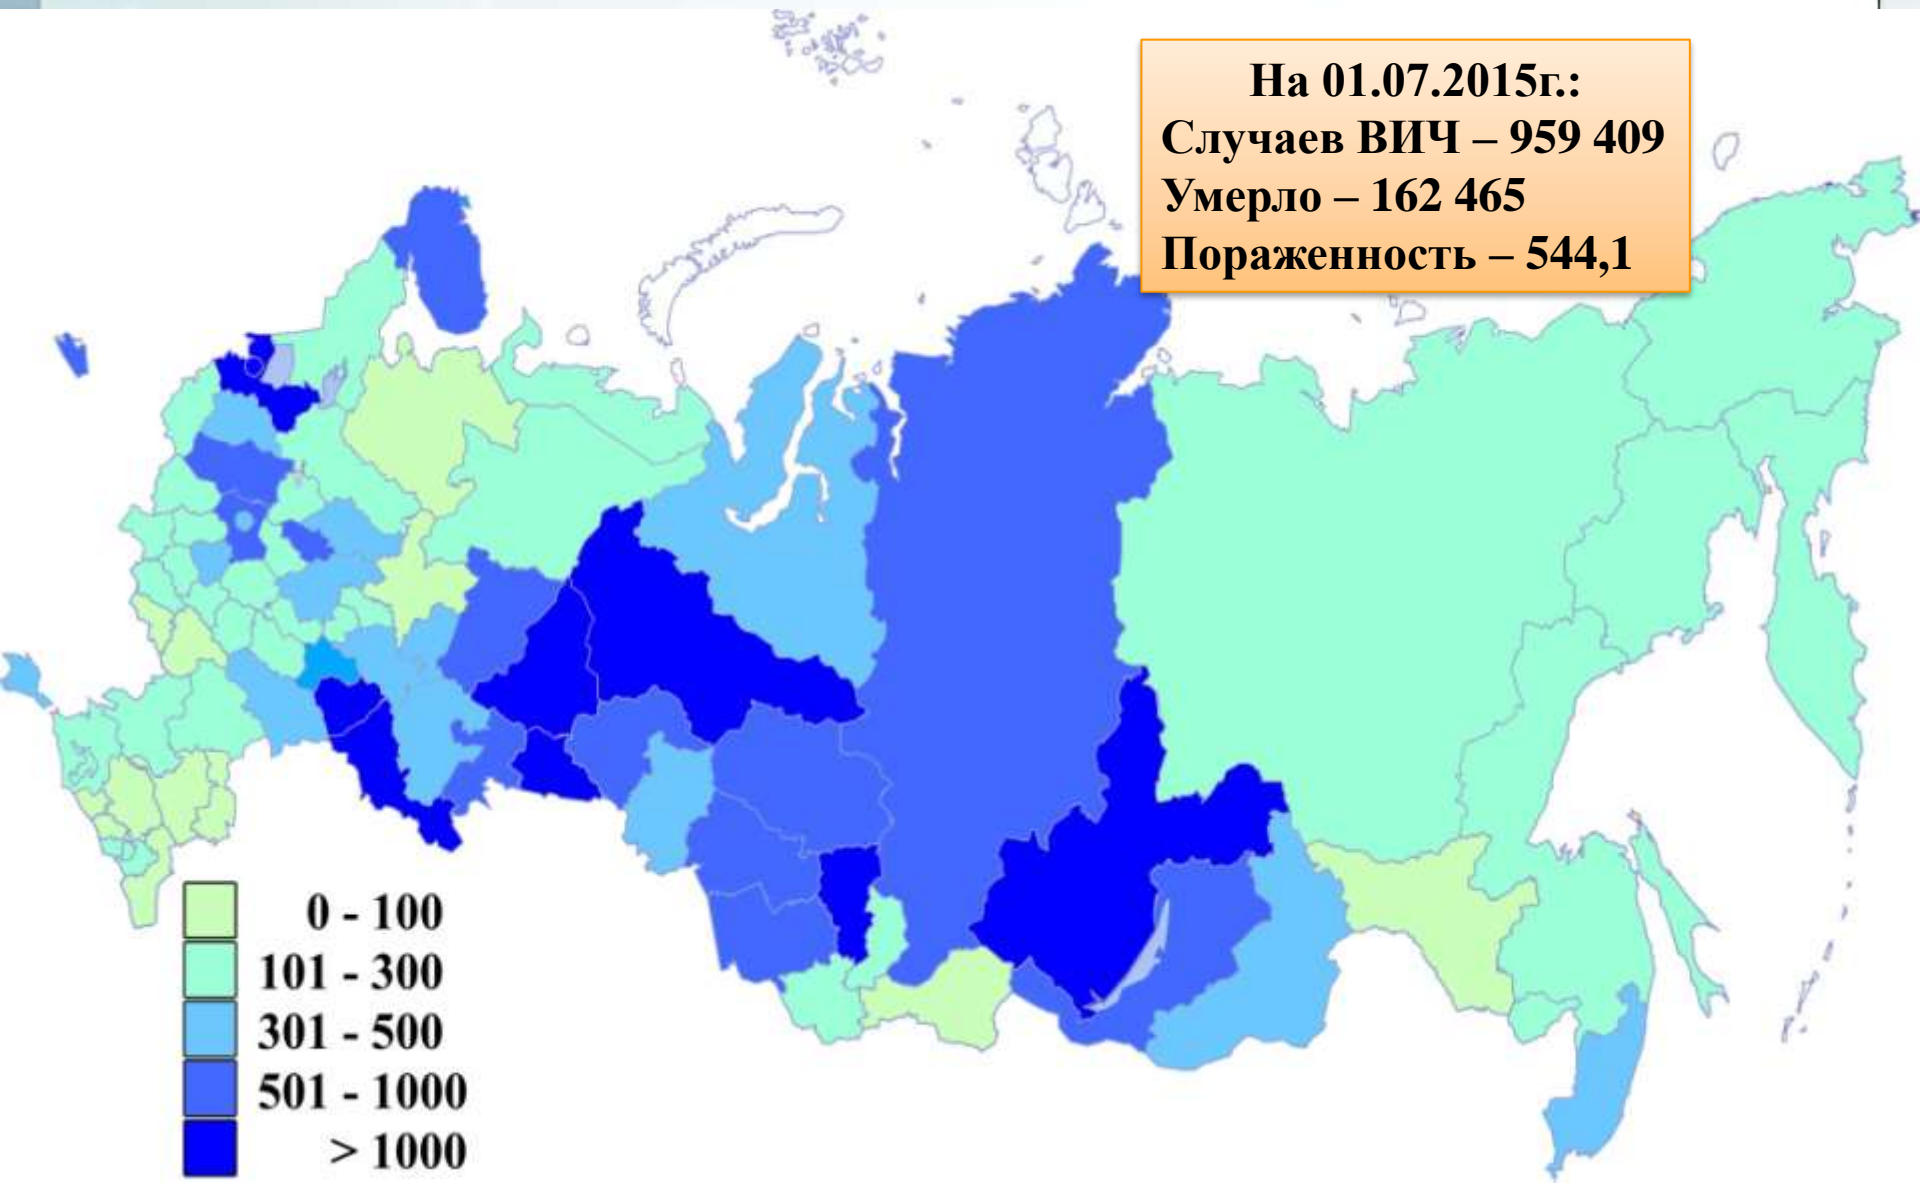 На 01.07.2015г.:
Случаев ВИЧ – 959 409
Умерло – 162 465
Пораженность – 544,1
0 - 100
101 - 300
301 - 500
501 - 1000
> 1000